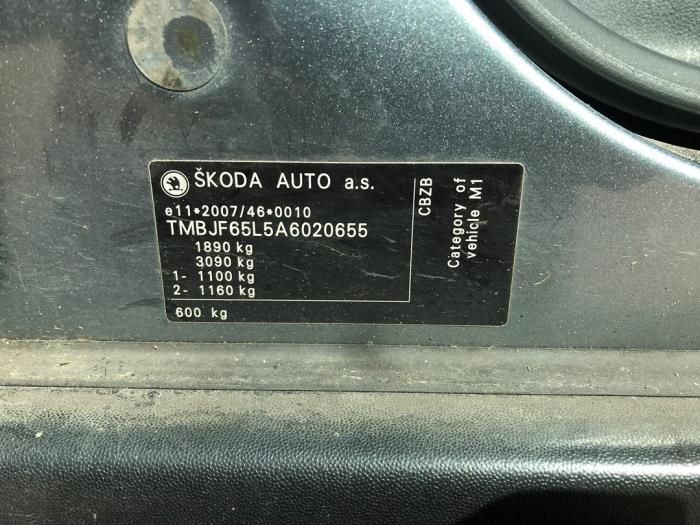 ŠKODA AUTO a.s.
e11*2007/46*0010
TMBJF65L5A6020655
1890 kg
3090 kg
1- 1100 kg
2- 1160 kg
600 kg
CBZB
Category of
vehicle M1